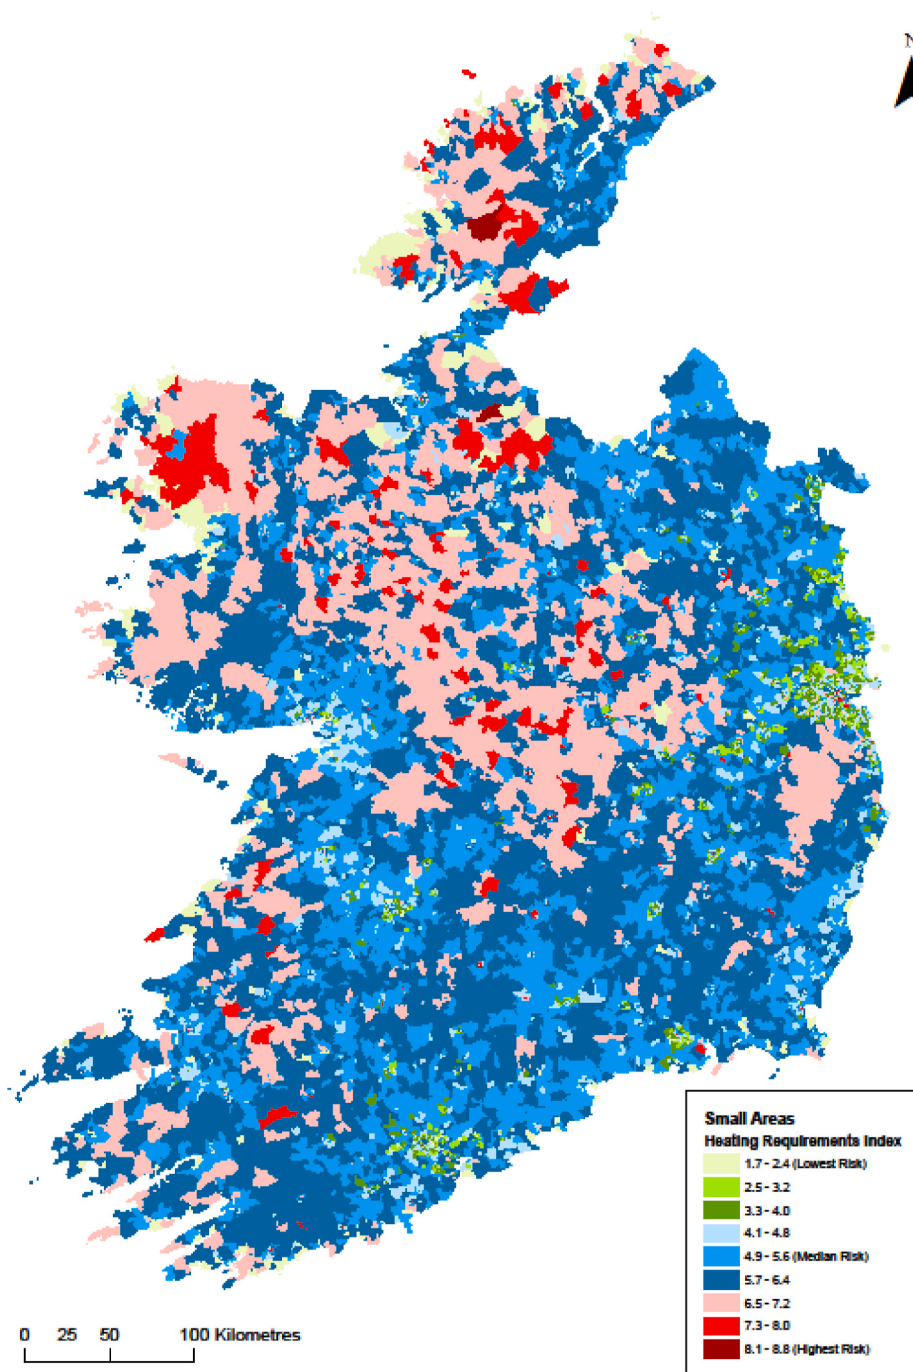 N
Small Areas
Heating Requirements Index
1.7 - 2.4 (Lowest Risk)
2.5 - 3.2
3.3 - 4.0
4.1 - 4.8
4.9 - 5.6 (Median Risk)
5.7 - 6.4
6.5 - 7.2
7.3 - 8.0
8.1 - 8.8 (Highest Risk)
0 25 50 100 Kilometres